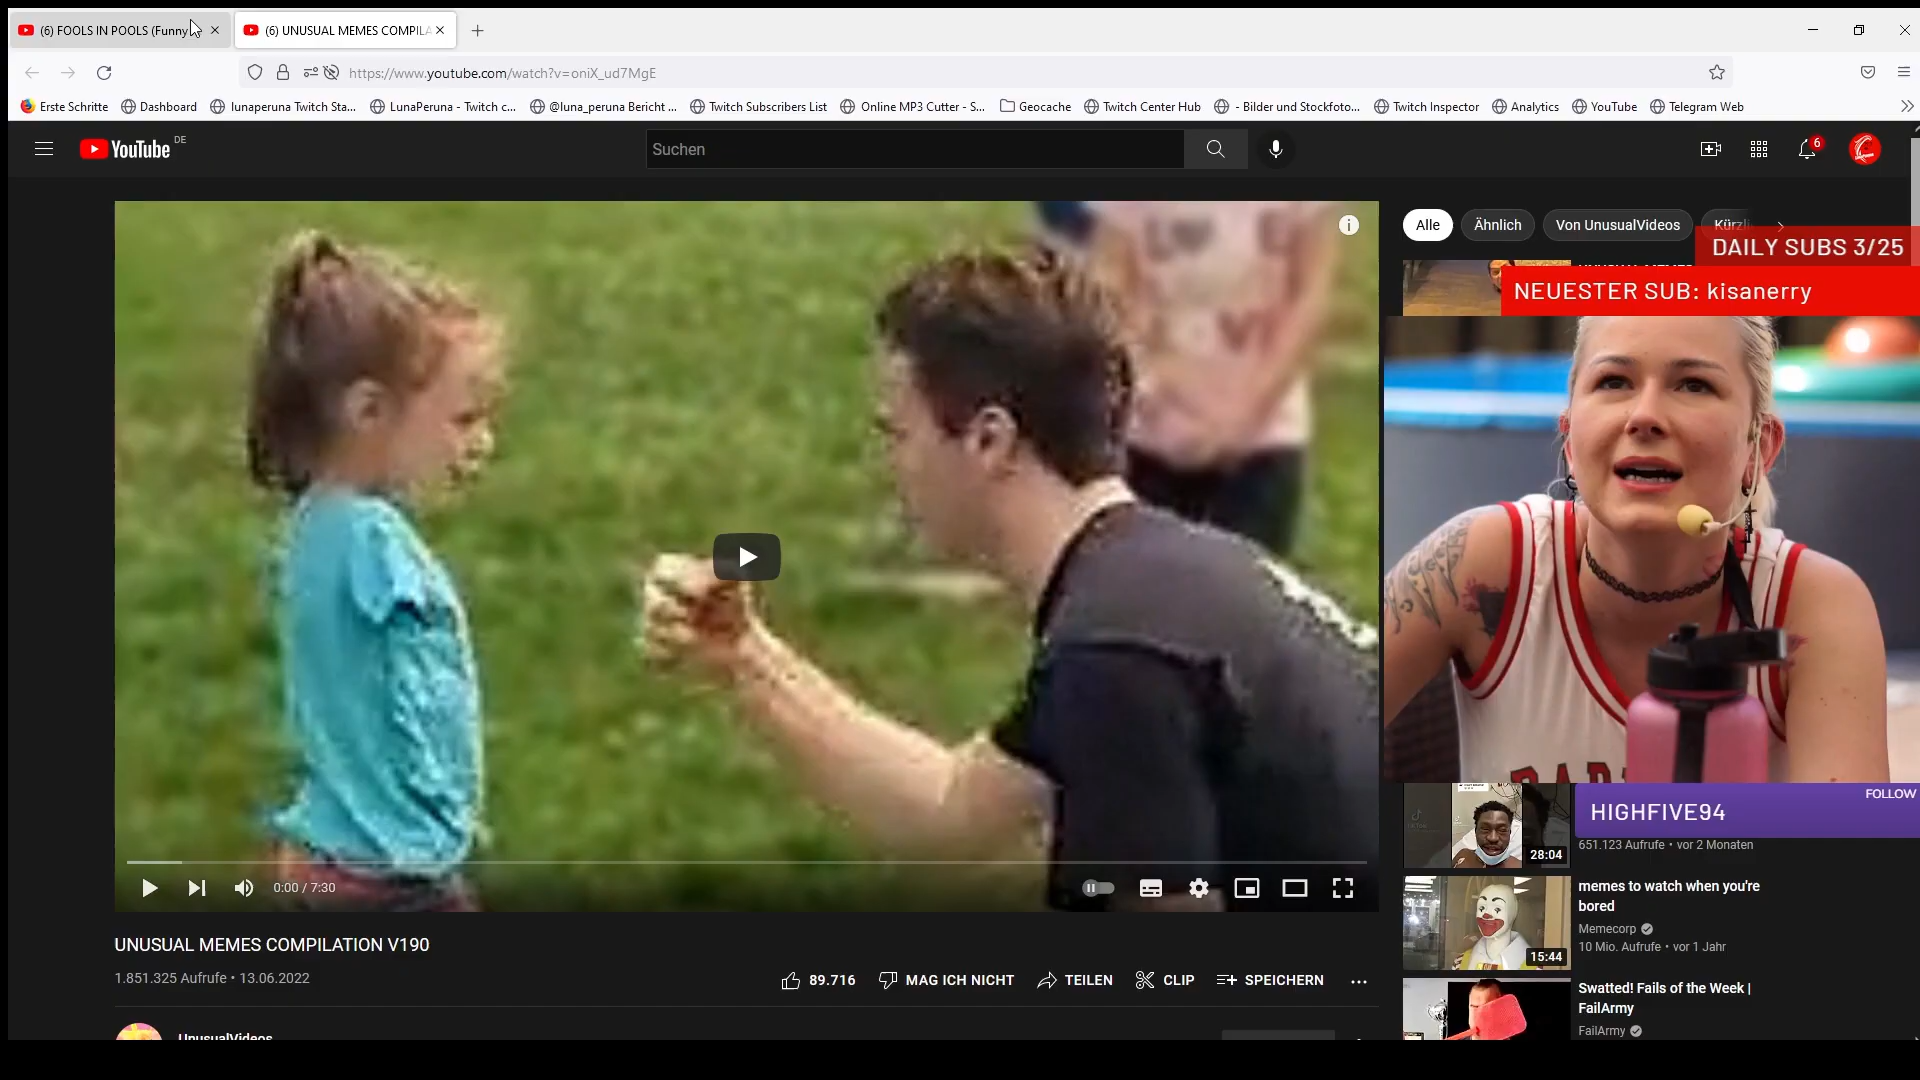 (6) FOOLS IN POOLS (Funny
(6) UNUSUAL MEMES COMPILA
https://www.youtube.com/watch?v=oniX_ud7MgE
Erste Schritte
Dashboard
lunaperuna Twitch Sta...
LunaPeruna - Twitch c...
@luna_peruna Bericht ...
Twitch Subscribers List
Online MP3 Cutter - S...
Geocache
Twitch Center Hub
- Bilder und Stockfoto...
Twitch Inspector
Analytics
YouTube
Telegram Web
YouTube DE
Suchen
6
Alle
Ähnlich
Von UnusualVideos
DAILY SUBS 3/25
NEUESTER SUB: kisanerry
0:00 / 7:30
UNUSUAL MEMES COMPILATION V190
1.851.325 Aufrufe • 13.06.2022
89.716
MAG ICH NICHT
TEILEN
CLIP
SPEICHERN
UnusualVideos
FOLLOW
HIGHFIVE94
28:04
651.123 Aufrufe • vor 2 Monaten
memes to watch when you're
bored
Memecorp
10 Mio. Aufrufe • vor 1 Jahr
15:44
Swatted! Fails of the Week |
FailArmy
FailArmy